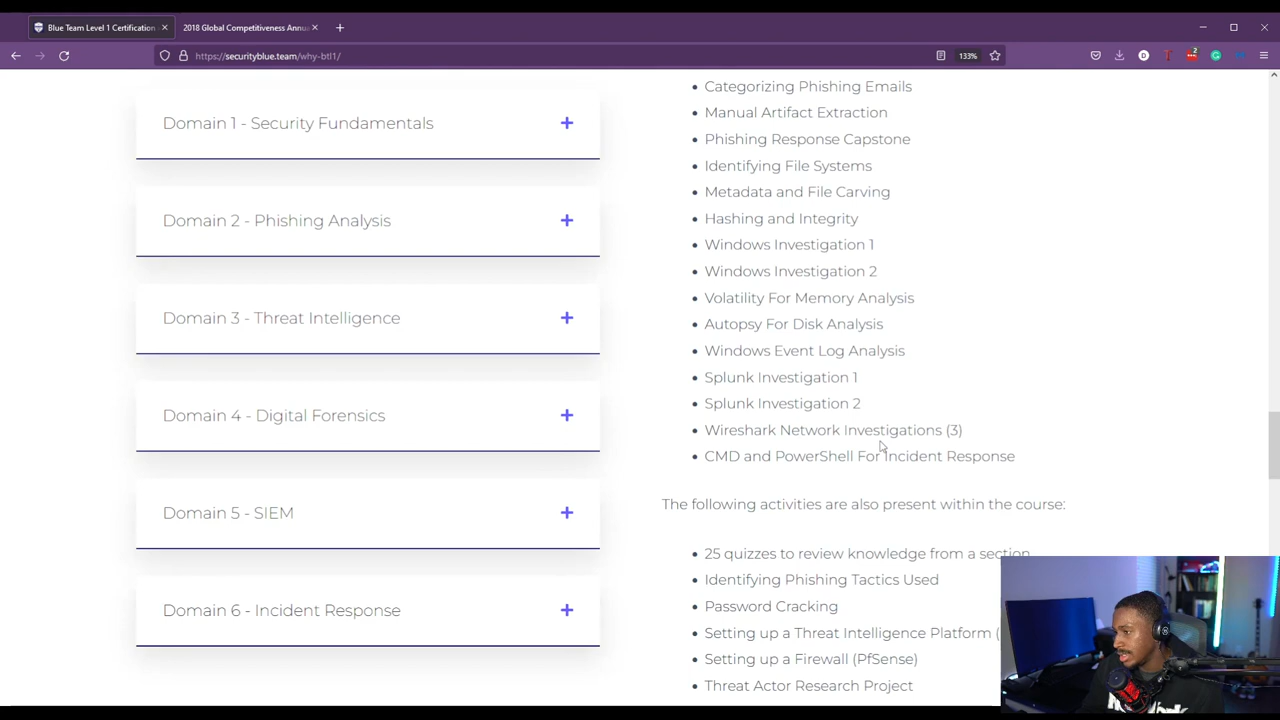 Blue Team Level 1 Certification
2018 Global Competitiveness Annu
https://securityblue.team/why-btl1/
133%
2
Domain 1 - Security Fundamentals
Domain 2 - Phishing Analysis
Domain 3 - Threat Intelligence
Domain 4 - Digital Forensics
Domain 5 - SIEM
Domain 6 - Incident Response
Categorizing Phishing Emails
Manual Artifact Extraction
Phishing Response Capstone
Identifying File Systems
Metadata and File Carving
Hashing and Integrity
Windows Investigation 1
Windows Investigation 2
Volatility For Memory Analysis
Autopsy For Disk Analysis
Windows Event Log Analysis
Splunk Investigation 1
Splunk Investigation 2
Wireshark Network Investigations (3)
CMD and PowerShell For Incident Response
The following activities are also present within the course:
25 quizzes to review knowledge from a section
Identifying Phishing Tactics Used
Password Cracking
Setting up a Threat Intelligence Platform (
Setting up a Firewall (PfSense)
Threat Actor Research Project